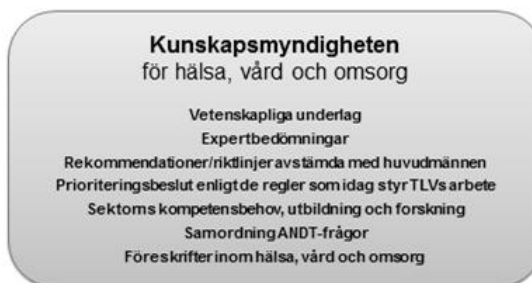 Kunskapsmyndigheten
för hälsa, vård och omsorg
Vetenskapliga underlag
Expertbedömningar
Rekommendationer/riktlinjer avstämda med huvudmännen
Prioriteringsbeslut enligt de regler som idag styr TLVs arbete
Sektorns kompetensbehov, utbildning och forskning
Samordning ANDT-frågor
Föreskrifter inom hälsa, vård och omsorg